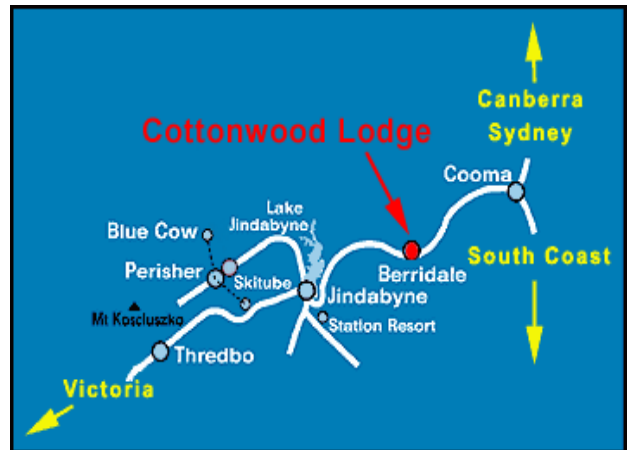 Canberra
Sydney
Cottonwood Lodge
Cooma
Lake
Jindabyne
Blue Cow
South Coast
Perisher
Skitube
Berridale
Jindabyne
Mt Kosciuszko
Station Resort
Thredbo
Victoria